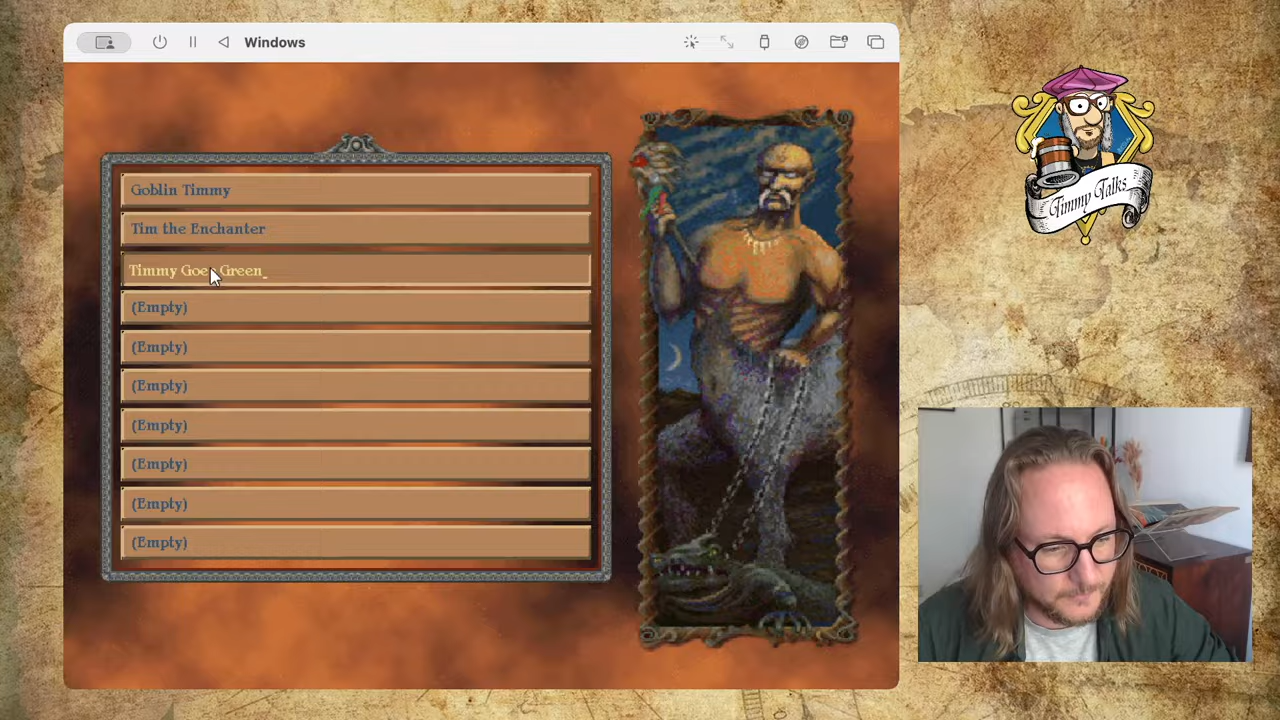 Windows
Goblin Timmy
Tim the Enchanter
Timmy Goes Green_
(Empty)
(Empty)
(Empty)
(Empty)
(Empty)
(Empty)
(Empty)
Timmy Talks